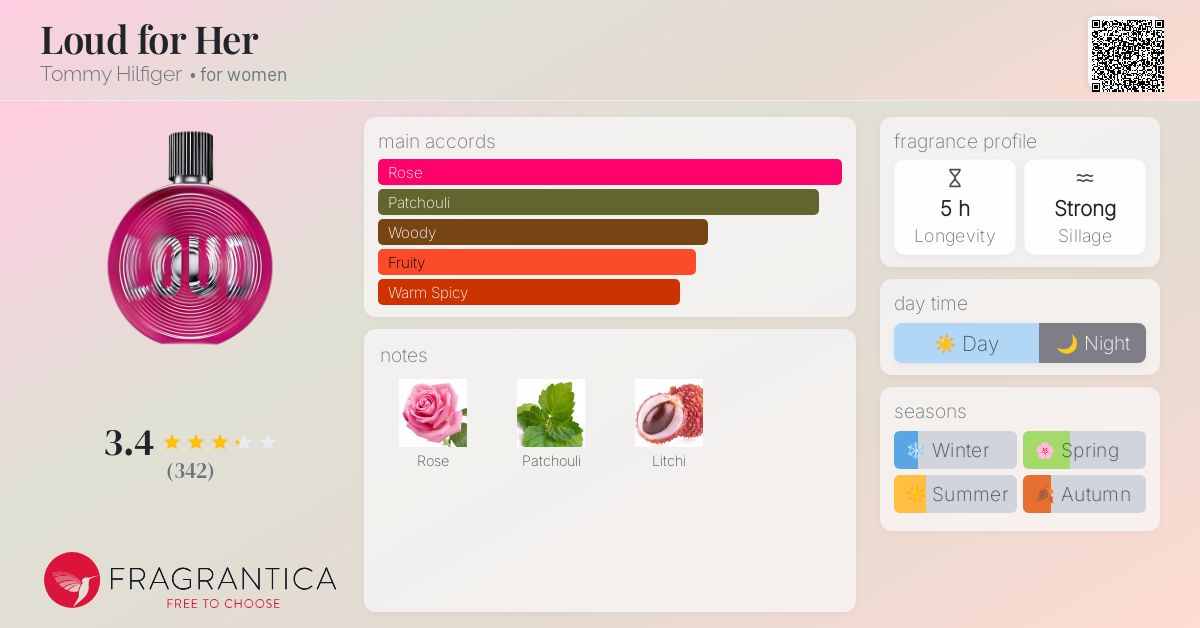 Loud for Her
Tommy Hilfiger • for women
LOUD
3.4
(342)
FRAGRANTICA
FREE TO CHOOSE
main accords
Rose
Patchouli
Woody
Fruity
Warm Spicy
notes
Rose Patchouli Litchi
fragrance profile
5 h Strong
Longevity Sillage
day time
Day Night
seasons
Winter Spring
Summer Autumn